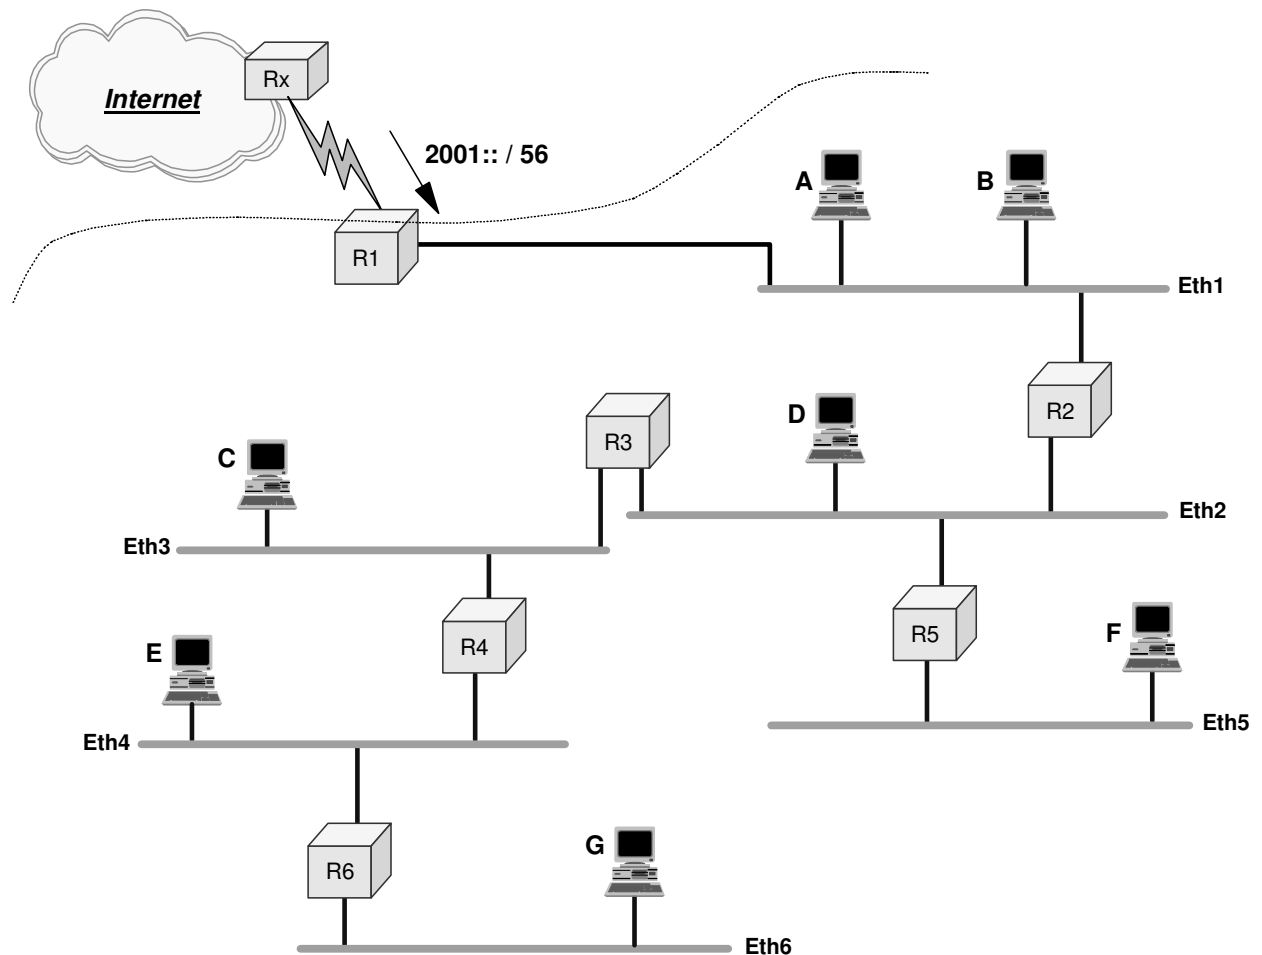 Rx
Internet
2001:: / 56
A
B
R1
Eth1
R2
D
R3
C
Eth2
Eth3
R5
F
R4
E
Eth5
Eth4
G
R6
Eth6